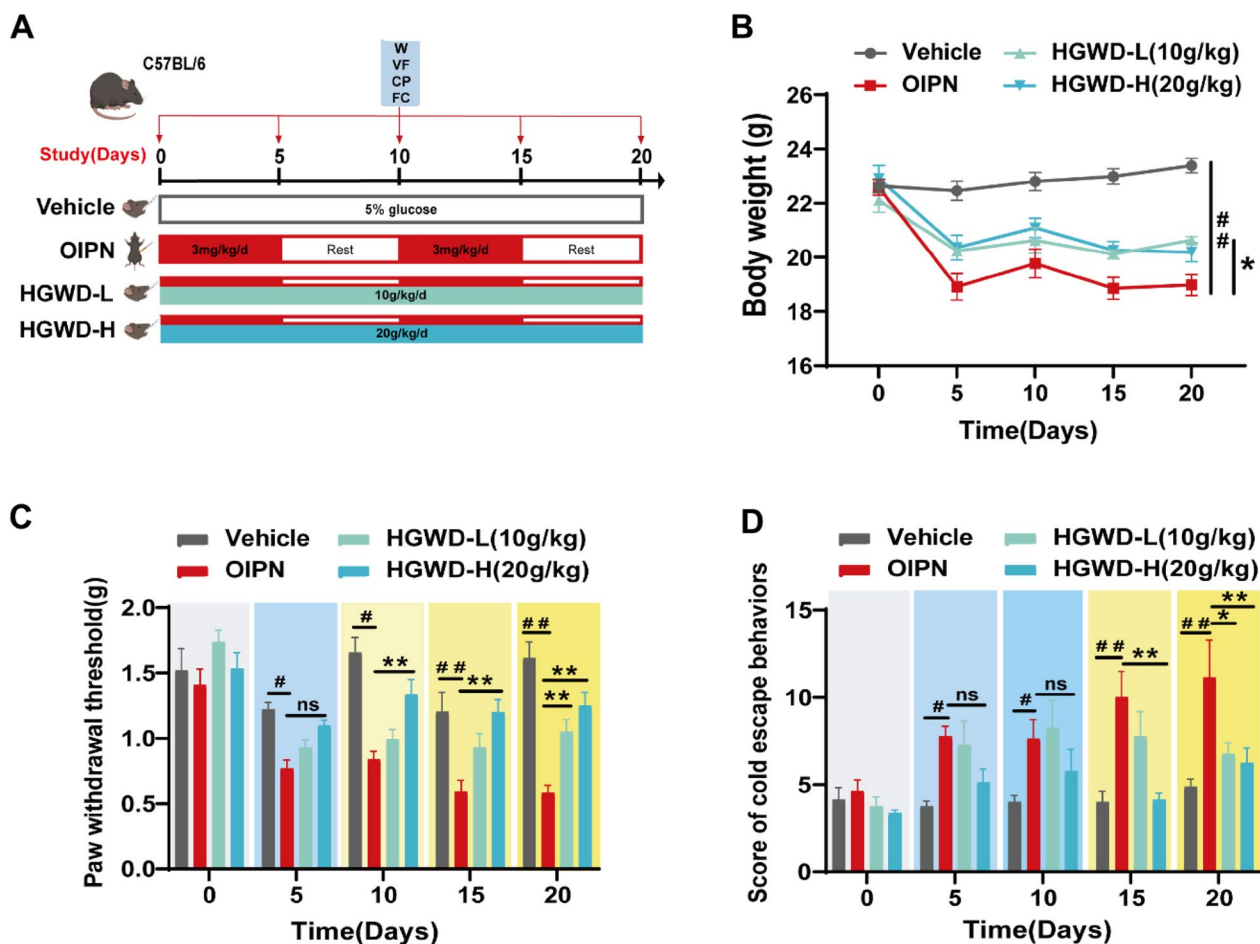 A
C57BL/6
W
VF
CP
FC
Study(Days)
0 5 10 15 20
Vehicle
5% glucose
OIPN
3mg/kg/d Rest 3mg/kg/d Rest
HGWD-L
10g/kg/d
HGWD-H
20g/kg/d
B
Vehicle HGWD-L(10g/kg)
OIPN HGWD-H(20g/kg)
Body weight (g)
26
24
22
20
18
16
##
*
0 5 10 15 20
Time(Days)
C
Vehicle HGWD-L(10g/kg)
OIPN HGWD-H(20g/kg)
Paw withdrawal threshold(g)
2.0
1.5
1.0
0.5
0.0
# ns
# **
## **
## ** **
0 5 10 15 20
Time(Days)
D
Vehicle HGWD-L(10g/kg)
OIPN HGWD-H(20g/kg)
Score of cold escape behaviors
15
10
5
0
# ns
# ns
## **
## * **
0 5 10 15 20
Time(Days)